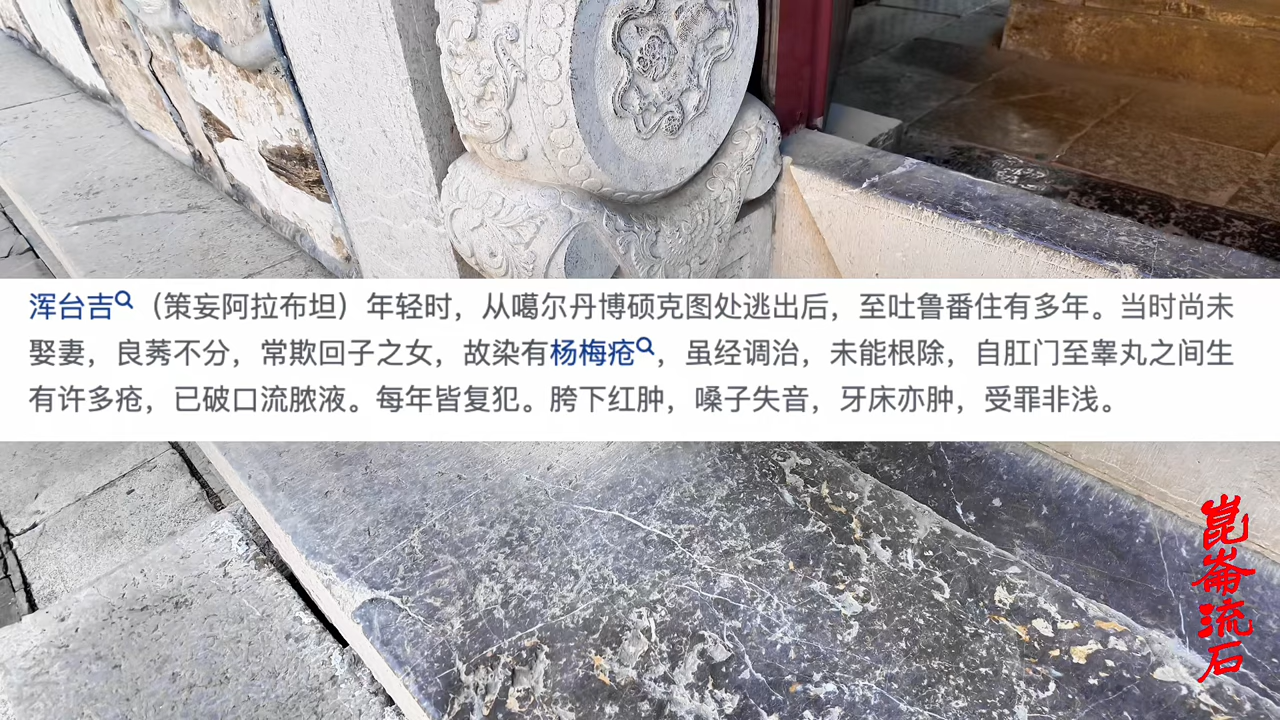 浑台吉（策妄阿拉布坦）年轻时，从噶尔丹博硕克图处逃出后，至吐鲁番住有多年。当时尚未
娶妻，良莠不分，常欺回子之女，故染有杨梅疮，虽经调治，未能根除，自肛门至睾丸之间生
有许多疮，已破口流脓液。每年皆复犯。胯下红肿，嗓子失音，牙床亦肿，受罪非浅。
崑崙流石